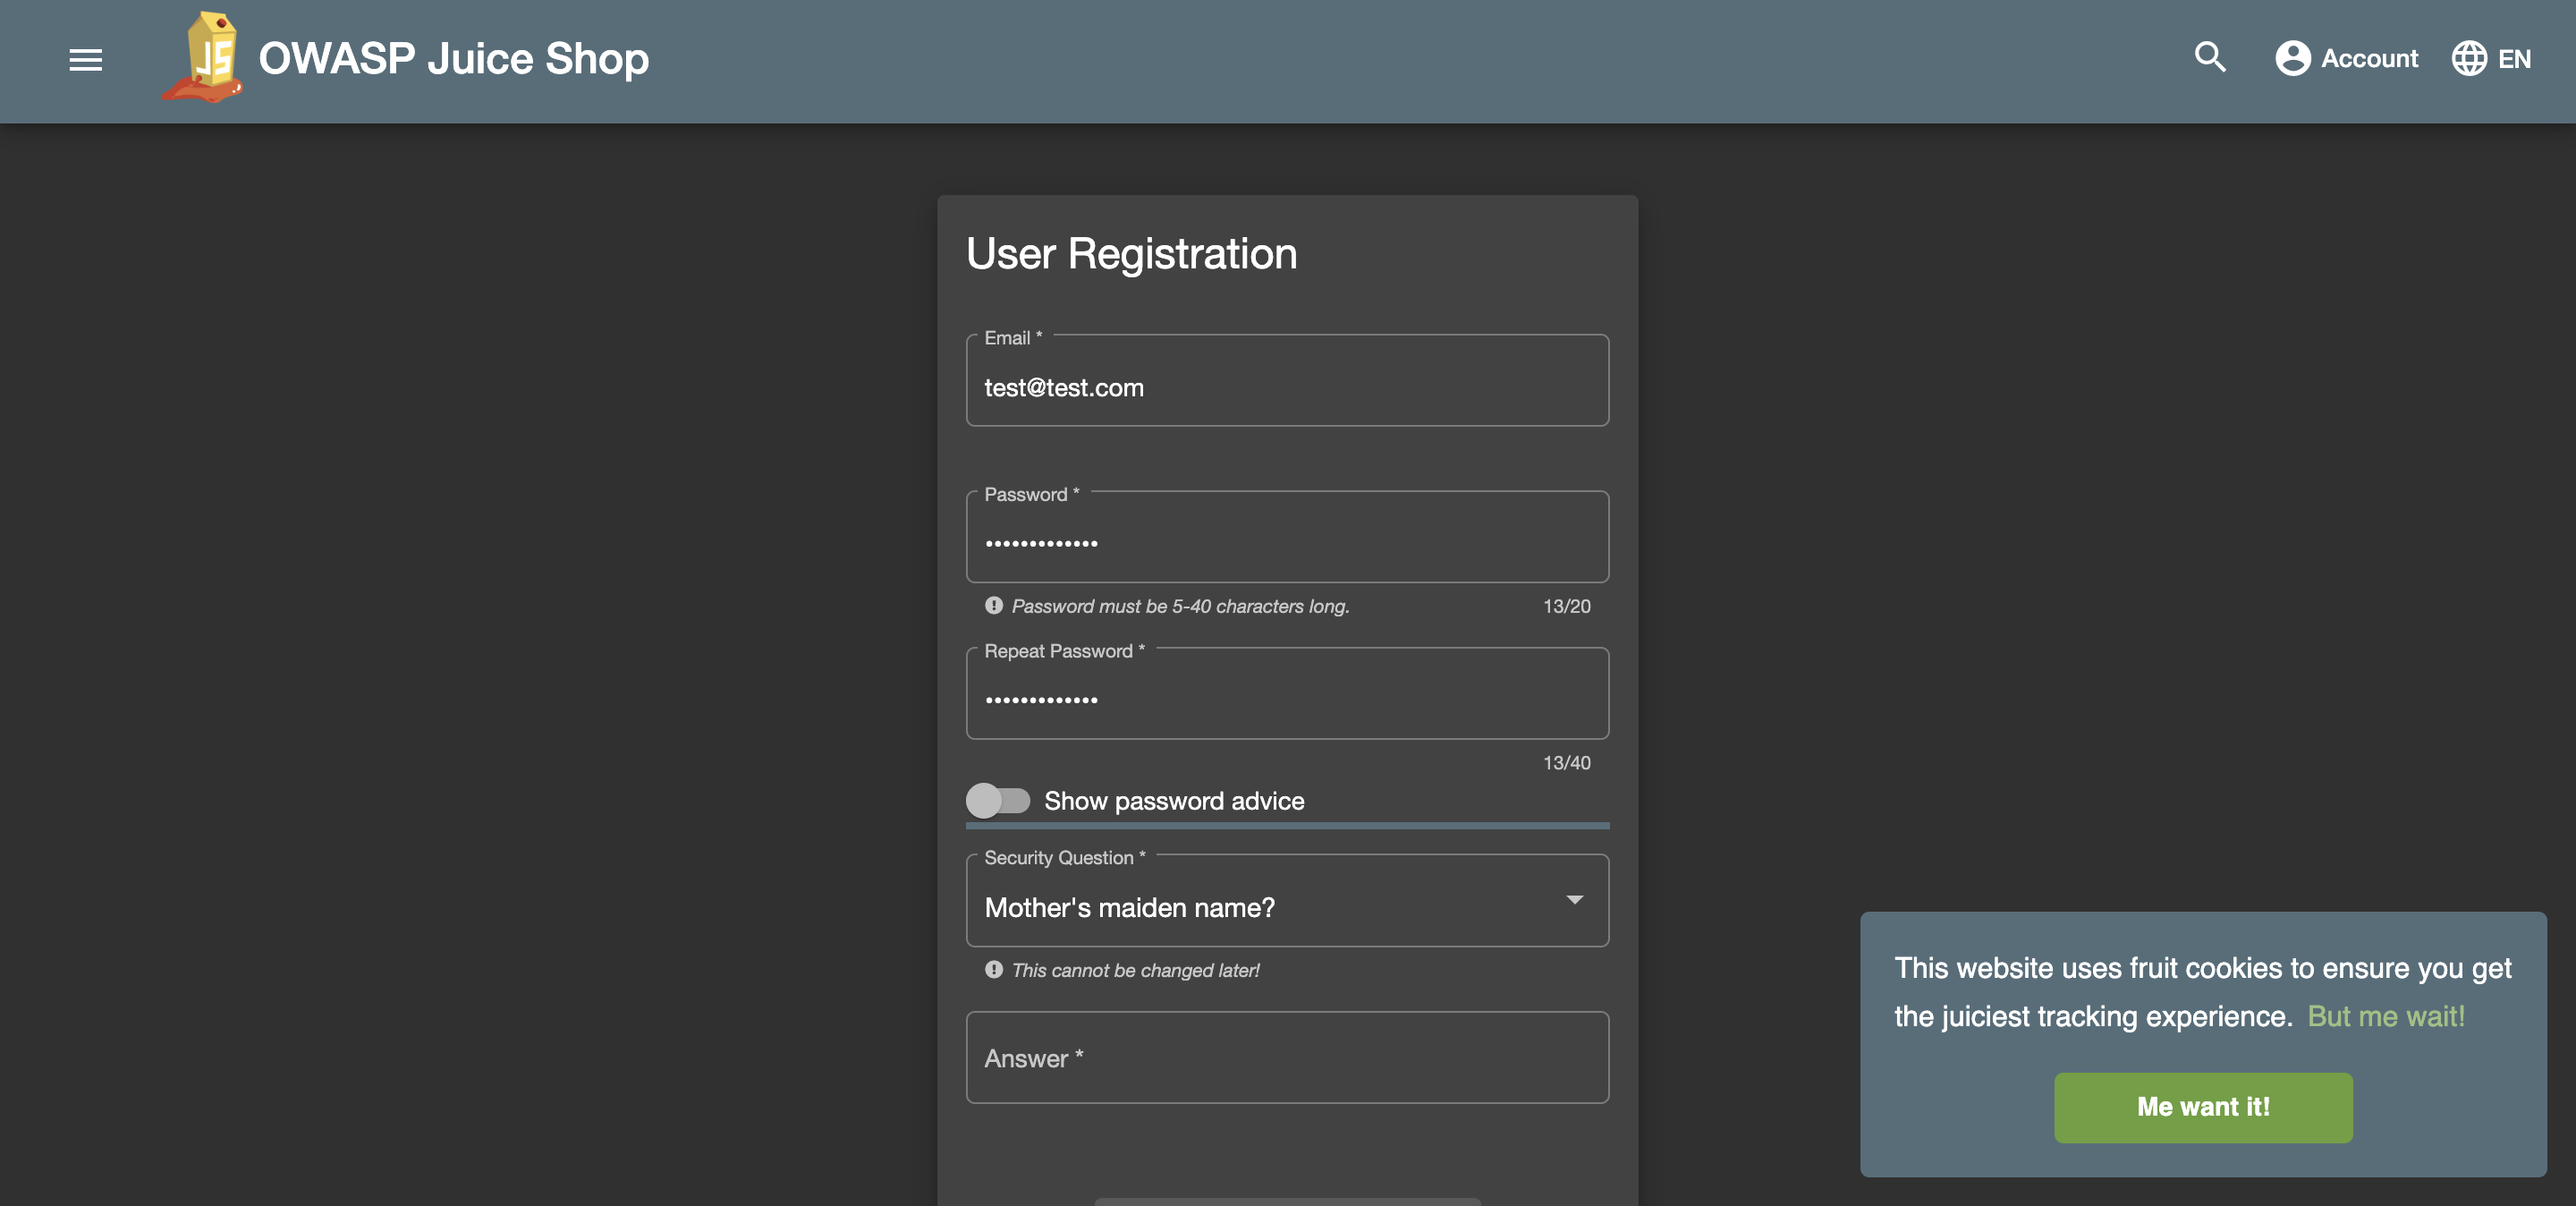 JS OWASP Juice Shop
Account
EN
User Registration
Email *
test@test.com
Password *
•••••••••••••
Password must be 5-40 characters long.
13/20
Repeat Password *
•••••••••••••
13/40
Show password advice
Security Question *
Mother's maiden name?
This cannot be changed later!
Answer *
This website uses fruit cookies to ensure you get
the juiciest tracking experience. But me wait!
Me want it!